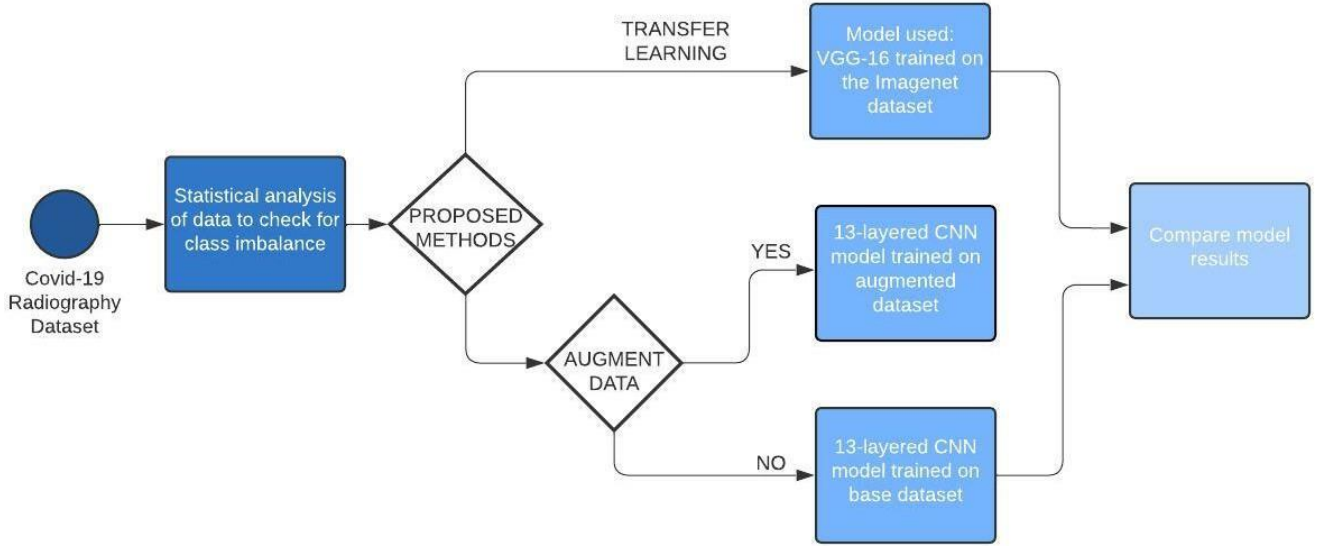 Covid-19
Radiography
Dataset
Statistical analysis
of data to check for
class imbalance
PROPOSED
METHODS
TRANSFER
LEARNING
Model used:
VGG-16 trained on
the Imagenet
dataset
AUGMENT
DATA
YES
13-layered CNN
model trained on
augmented
dataset
NO
13-layered CNN
model trained on
base dataset
Compare model
results